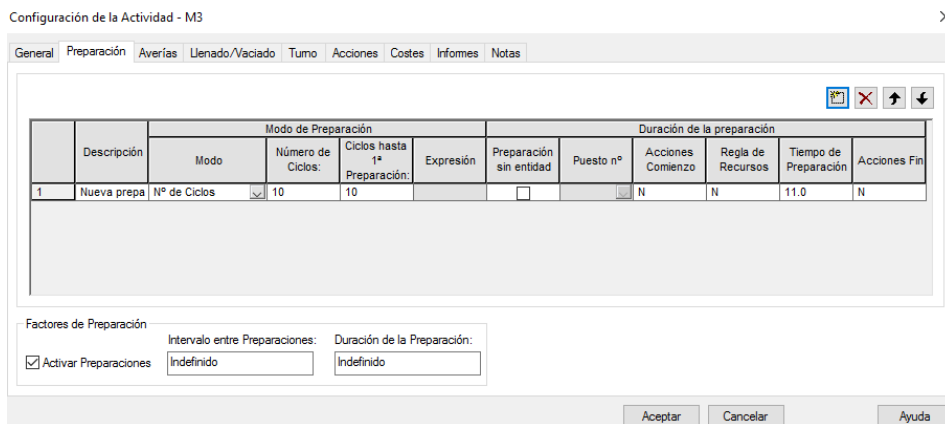 Configuración de la Actividad - M3
General Preparación Averías Llenado/Vaciado Turno Acciones Costes Informes Notas
Modo de Preparación Duración de la preparación
Descripción Modo Número de Ciclos: Ciclos hasta 1ª Preparación: Expresión Preparación sin entidad Puesto nº Acciones Comienzo Regla de Recursos Tiempo de Preparación Acciones Fin
1 Nueva prepa Nº de Ciclos 10 10 N N 11.0 N
Factores de Preparación
Intervalo entre Preparaciones: Duración de la Preparación:
Activar Preparaciones Indefinido Indefinido
Aceptar Cancelar Ayuda